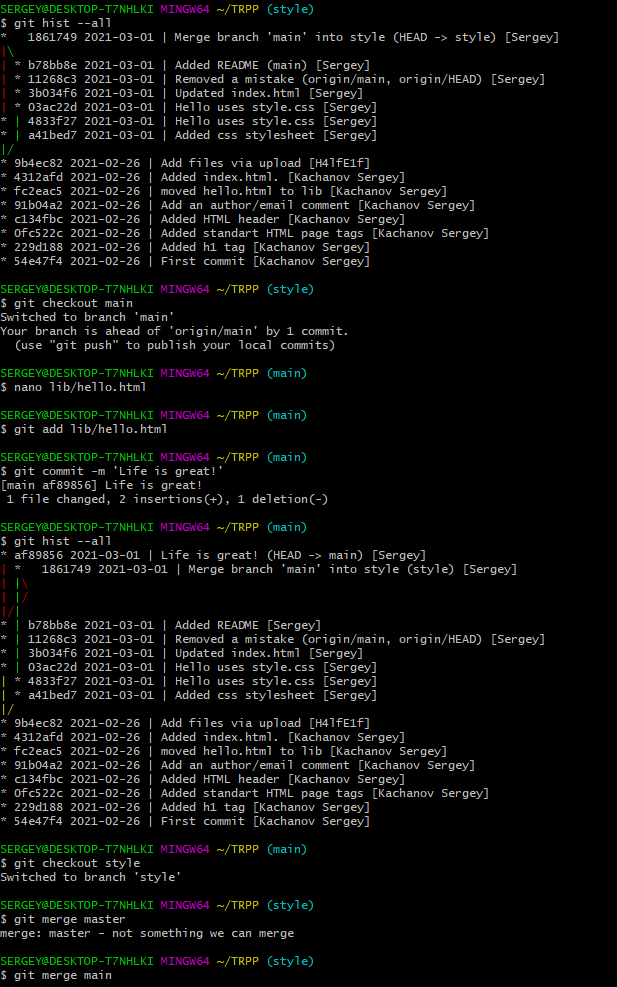 SERGEY@DESKTOP-T7NHLKI MINGW64 ~/TRPP (style)
$ git hist --all
*   1861749 2021-03-01 | Merge branch 'main' into style (HEAD -> style) [Sergey]
|\
| * b78bb8e 2021-03-01 | Added README (main) [Sergey]
| * 11268c3 2021-03-01 | Removed a mistake (origin/main, origin/HEAD) [Sergey]
| * 3b034f6 2021-03-01 | Updated index.html [Sergey]
| * 03ac22d 2021-03-01 | Hello uses style.css [Sergey]
* | 4833f27 2021-03-01 | Hello uses style.css [Sergey]
* | a41bed7 2021-03-01 | Added css stylesheet [Sergey]
|/
* 9b4ec82 2021-02-26 | Add files via upload [H4lfE1f]
* 4312afd 2021-02-26 | Added index.html. [Kachanov Sergey]
* fc2eac5 2021-02-26 | moved hello.html to lib [Kachanov Sergey]
* 91b04a2 2021-02-26 | Add an author/email comment [Kachanov Sergey]
* c134fbc 2021-02-26 | Added HTML header [Kachanov Sergey]
* 0fc522c 2021-02-26 | Added standart HTML page tags [Kachanov Sergey]
* 229d188 2021-02-26 | Added h1 tag [Kachanov Sergey]
* 54e47f4 2021-02-26 | First commit [Kachanov Sergey]
SERGEY@DESKTOP-T7NHLKI MINGW64 ~/TRPP (style)
$ git checkout main
Switched to branch 'main'
Your branch is ahead of 'origin/main' by 1 commit.
  (use "git push" to publish your local commits)
SERGEY@DESKTOP-T7NHLKI MINGW64 ~/TRPP (main)
$ nano lib/hello.html
SERGEY@DESKTOP-T7NHLKI MINGW64 ~/TRPP (main)
$ git add lib/hello.html
SERGEY@DESKTOP-T7NHLKI MINGW64 ~/TRPP (main)
$ git commit -m 'Life is great!'
[main af89856] Life is great!
 1 file changed, 2 insertions(+), 1 deletion(-)
SERGEY@DESKTOP-T7NHLKI MINGW64 ~/TRPP (main)
$ git hist --all
* af89856 2021-03-01 | Life is great! (HEAD -> main) [Sergey]
| *   1861749 2021-03-01 | Merge branch 'main' into style (style) [Sergey]
| |\
| |/
|/|
* | b78bb8e 2021-03-01 | Added README [Sergey]
* | 11268c3 2021-03-01 | Removed a mistake (origin/main, origin/HEAD) [Sergey]
* | 3b034f6 2021-03-01 | Updated index.html [Sergey]
* | 03ac22d 2021-03-01 | Hello uses style.css [Sergey]
| * 4833f27 2021-03-01 | Hello uses style.css [Sergey]
| * a41bed7 2021-03-01 | Added css stylesheet [Sergey]
|/
* 9b4ec82 2021-02-26 | Add files via upload [H4lfE1f]
* 4312afd 2021-02-26 | Added index.html. [Kachanov Sergey]
* fc2eac5 2021-02-26 | moved hello.html to lib [Kachanov Sergey]
* 91b04a2 2021-02-26 | Add an author/email comment [Kachanov Sergey]
* c134fbc 2021-02-26 | Added HTML header [Kachanov Sergey]
* 0fc522c 2021-02-26 | Added standart HTML page tags [Kachanov Sergey]
* 229d188 2021-02-26 | Added h1 tag [Kachanov Sergey]
* 54e47f4 2021-02-26 | First commit [Kachanov Sergey]
SERGEY@DESKTOP-T7NHLKI MINGW64 ~/TRPP (main)
$ git checkout style
Switched to branch 'style'
SERGEY@DESKTOP-T7NHLKI MINGW64 ~/TRPP (style)
$ git merge master
merge: master - not something we can merge
SERGEY@DESKTOP-T7NHLKI MINGW64 ~/TRPP (style)
$ git merge main